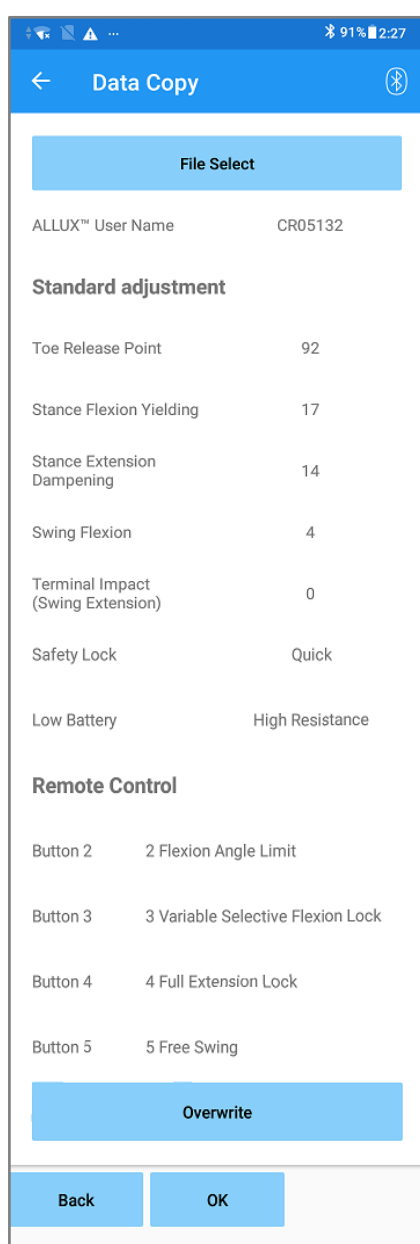 91% 2:27
Data Copy
File Select
ALLUX™ User Name CR05132
Standard adjustment
Toe Release Point 92
Stance Flexion Yielding 17
Stance Extension
Dampening 14
Swing Flexion 4
Terminal Impact
(Swing Extension) 0
Safety Lock Quick
Low Battery High Resistance
Remote Control
Button 2 2 Flexion Angle Limit
Button 3 3 Variable Selective Flexion Lock
Button 4 4 Full Extension Lock
Button 5 5 Free Swing
Overwrite
Back OK